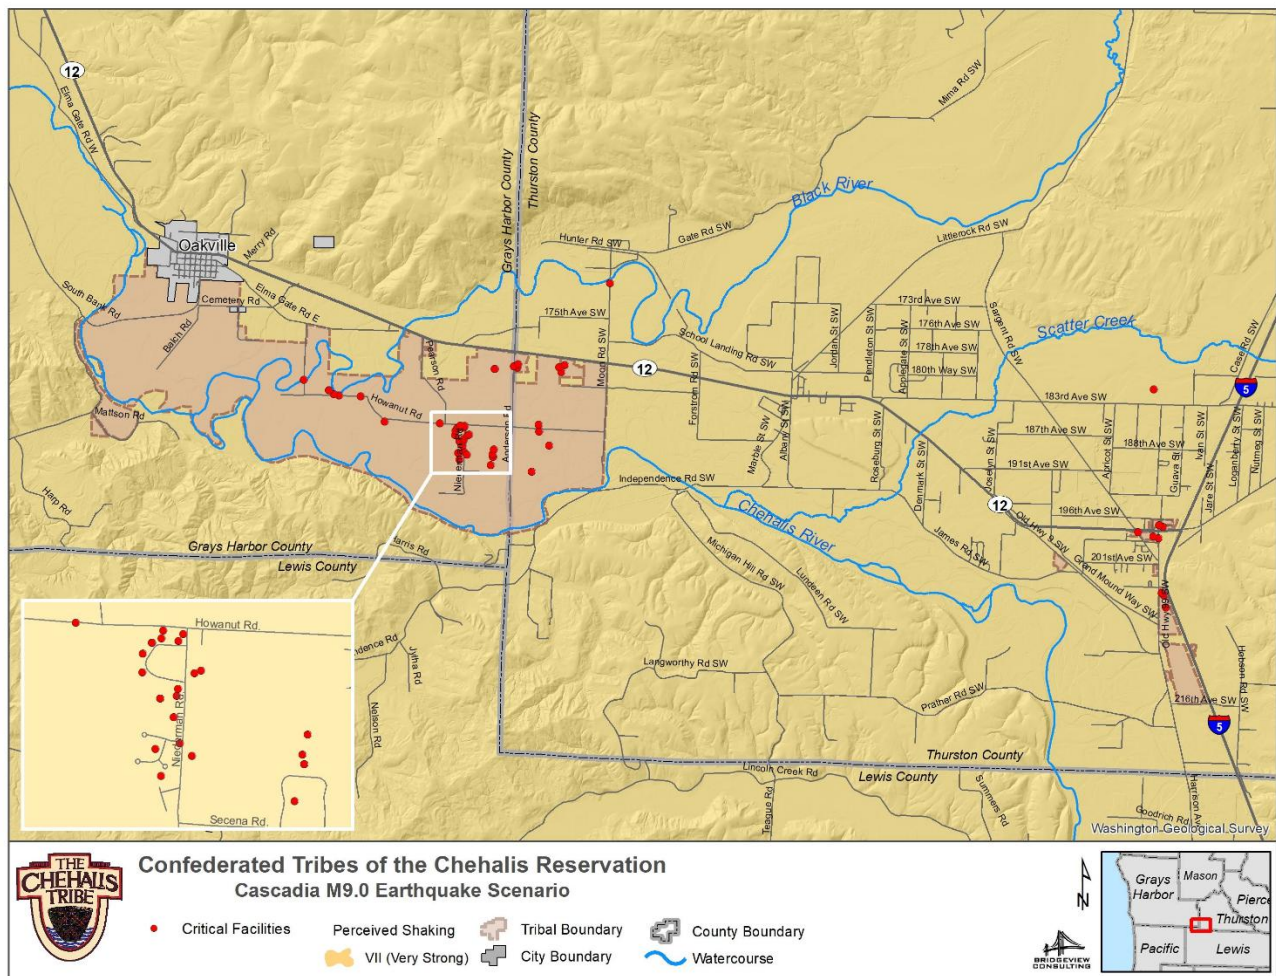 12
Elma Gate Rd W
Mima Rd SW
Grays Harbor County
Thurston County
Black River
Oakville
Merry Rd
Hunter Rd SW
Gate Rd SW
Littlerock Rd SW
South Bank Rd
Cemetery Rd
Elma Gate Rd E
Balch Rd
175th Ave SW
173rd Ave SW
176th Ave SW
178th Ave SW
180th Way SW
183rd Ave SW
Sargent Rd SW
Scatter Creek
Case Rd SW
5
School Landing Rd SW
Jordan St SW
Pendleton St SW
Applegate St SW
Moon Rd SW
12
Pearson Rd
Howanut Rd
Mattson Rd
Anderson Rd
Niederman Rd
Forstrom Rd SW
Marble St SW
Albany St SW
Roseburg St SW
187th Ave SW
188th Ave SW
191th Ave SW
196th Ave SW
Denmark St SW
Joselyn St SW
Apricot St SW
Guava St SW
Ivan St SW
Jare St SW
Loganberry St SW
Nutmeg St SW
Independence Rd SW
Chehalis River
12
Old Hwy 9 SW
James Rd SW
201st Ave SW
Grand Mound Way SW
Old Hwy 99 SW
Harp Rd
Harris Rd
Grays Harbor County
Lewis County
Michigan Hill Rd SW
Lundeen Rd SW
Howanut Rd.
Niederman Rd.
Secena Rd.
ndence Rd
Jylha Rd
Nelson Rd
Langworthy Rd SW
Prather Rd SW
Hobson Rd SW
216th Ave SW
5
Thurston County
Lewis County
Lincoln Creek Rd
Teague Rd
Summers Rd
Goodrich Rd
Harrison Ave
Washington Geological Survey
THE
CHEHALIS
TRIBE
Confederated Tribes of the Chehalis Reservation
Cascadia M9.0 Earthquake Scenario
Critical Facilities
Perceived Shaking
VII (Very Strong)
Tribal Boundary
City Boundary
County Boundary
Watercourse
N
BRIDGEVIEW
CONSULTING
Grays
Harbor
Mason
Pierce
Thurston
Pacific
Lewis